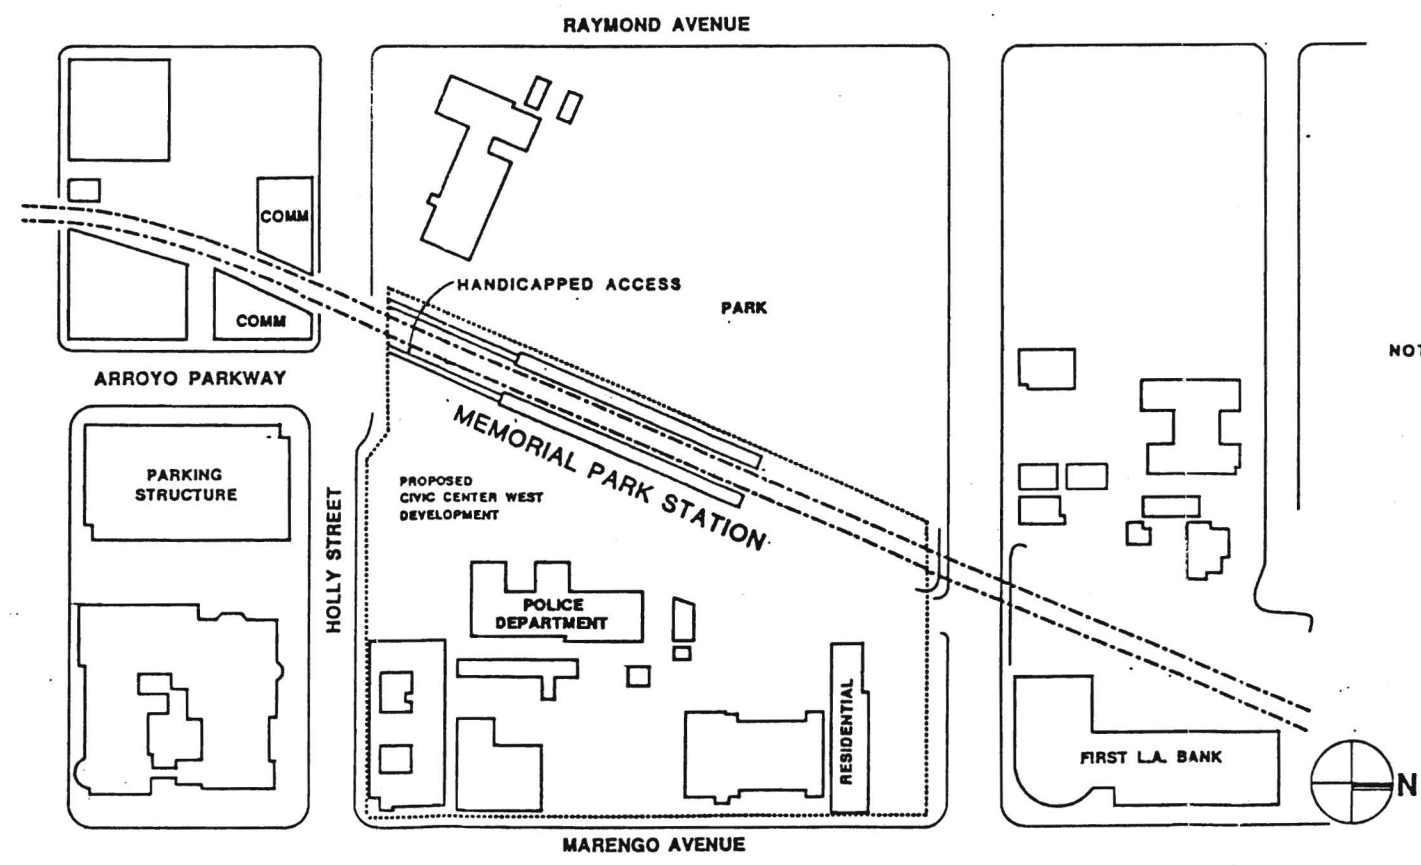 RAYMOND AVENUE
COMM
HANDICAPPED ACCESS
PARK
COMM
NOT
ARROYO PARKWAY
MEMORIAL PARK STATION
PARKING
STRUCTURE
PROPOSED
CIVIC CENTER WEST
DEVELOPMENT
HOLLY STREET
POLICE
DEPARTMENT
RESIDENTIAL
FIRST L.A. BANK
N
MARENGO AVENUE